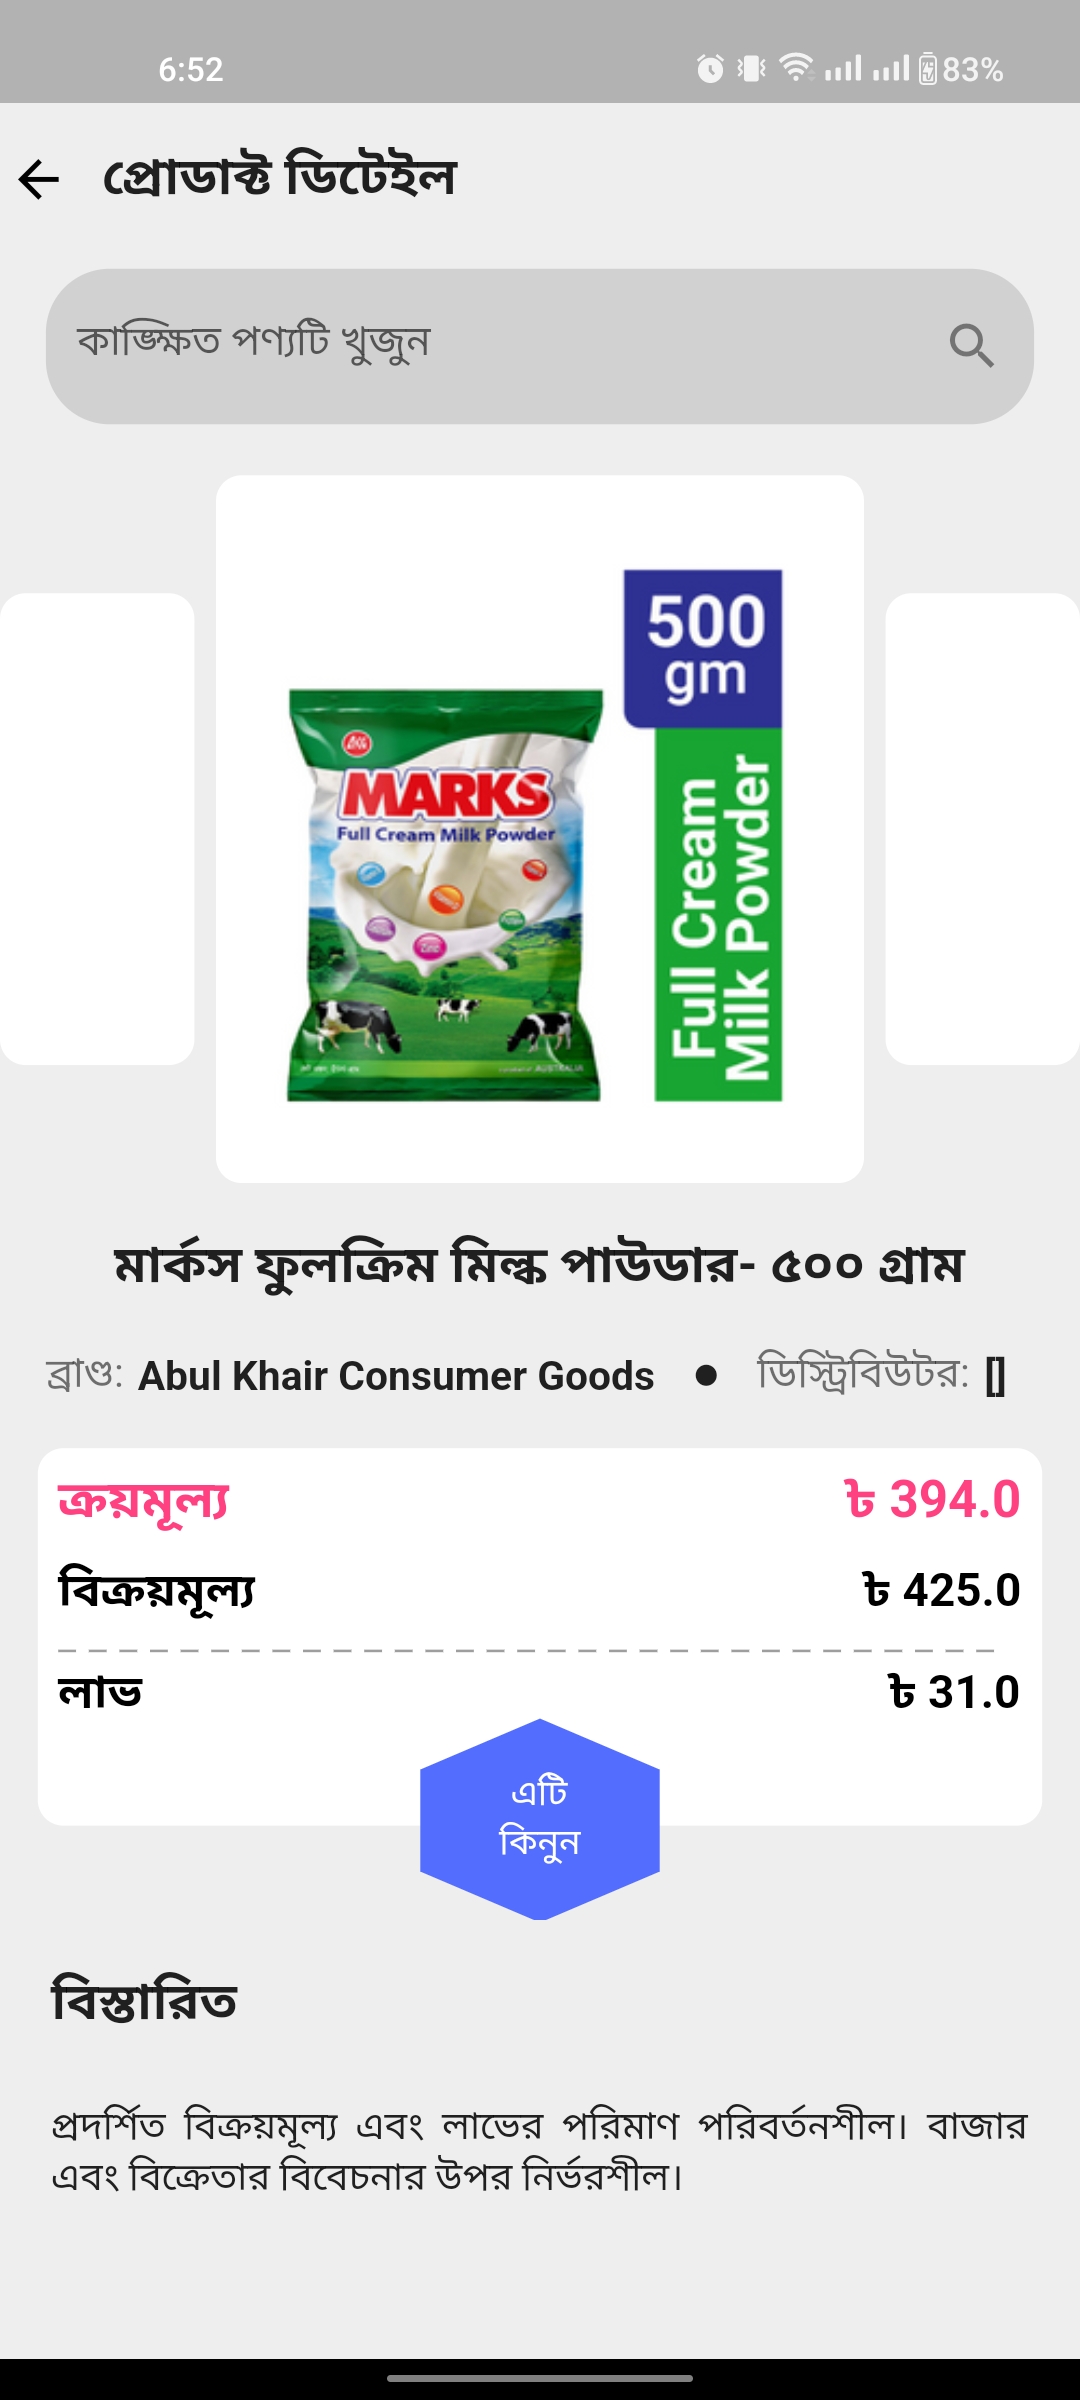 6:52
83%
প্রোডাক্ট ডিটেইল
কাঙ্ক্ষিত পণ্যটি খুজুন
500
gm
MARKS
Full Cream Milk Powder
Full Cream
Milk Powder
মার্কস ফুলক্রিম মিল্ক পাউডার- ৫০০ গ্রাম
ব্রাণ্ড: Abul Khair Consumer Goods ● ডিস্ট্রিবিউটর: []
ক্রয়মূল্য ৳ 394.0
বিক্রয়মূল্য ৳ 425.0
লাভ ৳ 31.0
এটি
কিনুন
বিস্তারিত
প্রদর্শিত বিক্রয়মূল্য এবং লাভের পরিমাণ পরিবর্তনশীল। বাজার
এবং বিক্রেতার বিবেচনার উপর নির্ভরশীল।